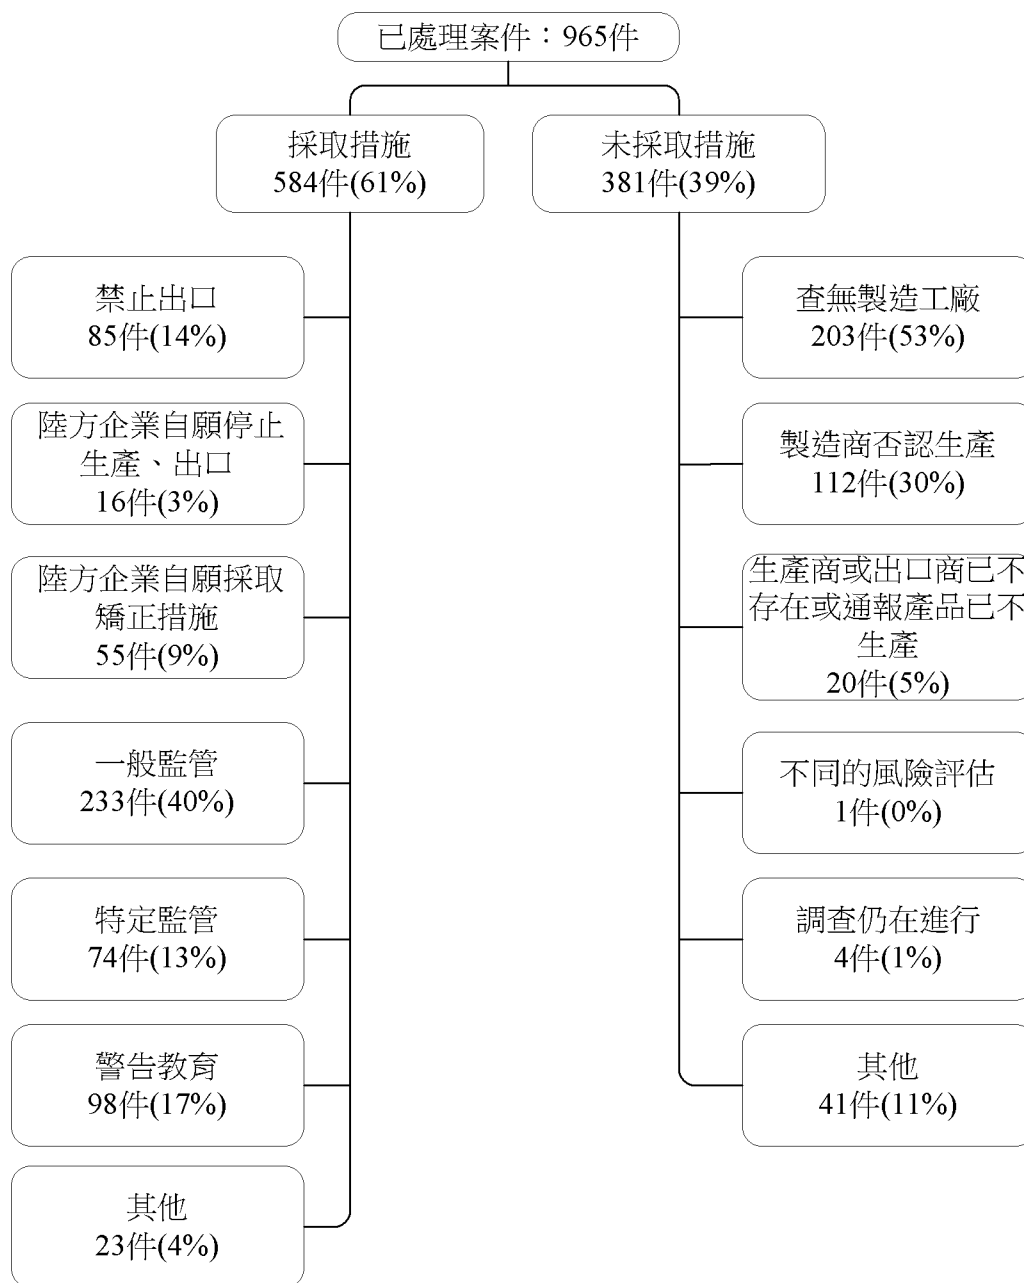 已處理案件：965件
採取措施
584件(61%)
未採取措施
381件(39%)
禁止出口
85件(14%)
陸方企業自願停止
生產、出口
16件(3%)
陸方企業自願採取
矯正措施
55件(9%)
一般監管
233件(40%)
特定監管
74件(13%)
警告教育
98件(17%)
其他
23件(4%)
查無製造工廠
203件(53%)
製造商否認生產
112件(30%)
生產商或出口商已不
存在或通報產品已不
生產
20件(5%)
不同的風險評估
1件(0%)
調查仍在進行
4件(1%)
其他
41件(11%)